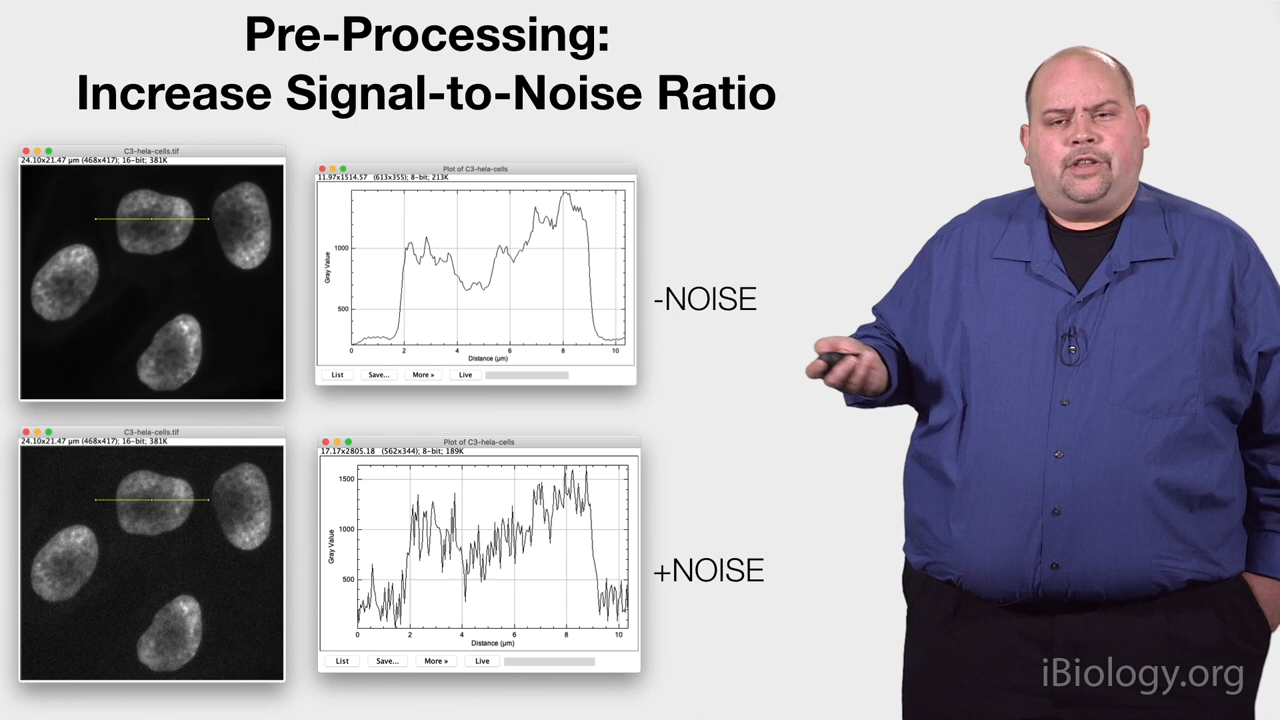 Pre-Processing:
Increase Signal-to-Noise Ratio
C3-hela-cells.tif
24.10x21.47 µm (468x417); 16-bit; 381K
Plot of C3-hela-cells
11.97x1514.57 (613x355); 8-bit; 213K
1000
500
Gray Value
0 2 4 6 8 10
Distance (µm)
List Save... More » Live
-NOISE
C3-hela-cells.tif
24.10x21.47 µm (468x417); 16-bit; 381K
Plot of C3-hela-cells
17.17x2805.18 (562x344); 8-bit; 189K
1500
1000
500
Gray Value
0 2 4 6 8 10
Distance (µm)
List Save... More » Live
+NOISE
iBiology.org